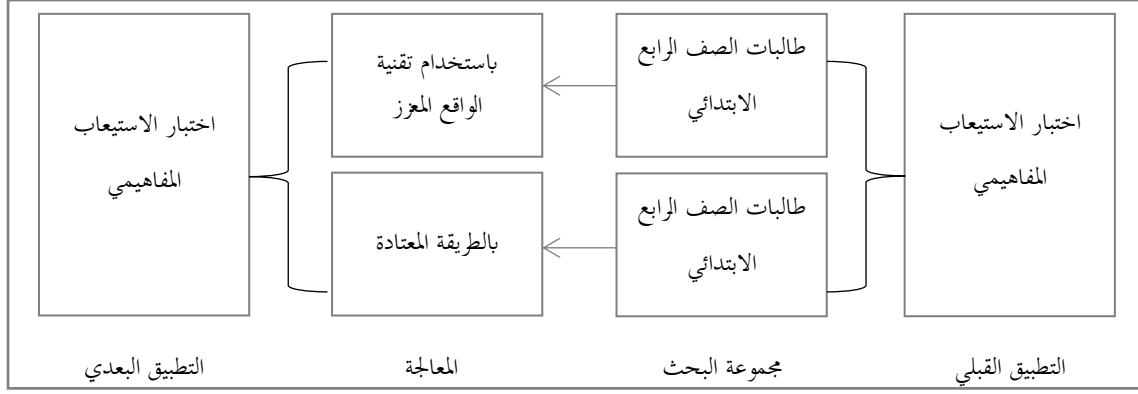 اختبار الاستيعاب
المفاهيمي
طالبات الصف الرابع
الابتدائي
طالبات الصف الرابع
الابتدائي
باستخدام تقنية
الواقع المعزز
بالطريقة المعتادة
اختبار الاستيعاب
المفاهيمي
التطبيق القبلي
مجموعة البحث
المعالجة
التطبيق البعدي